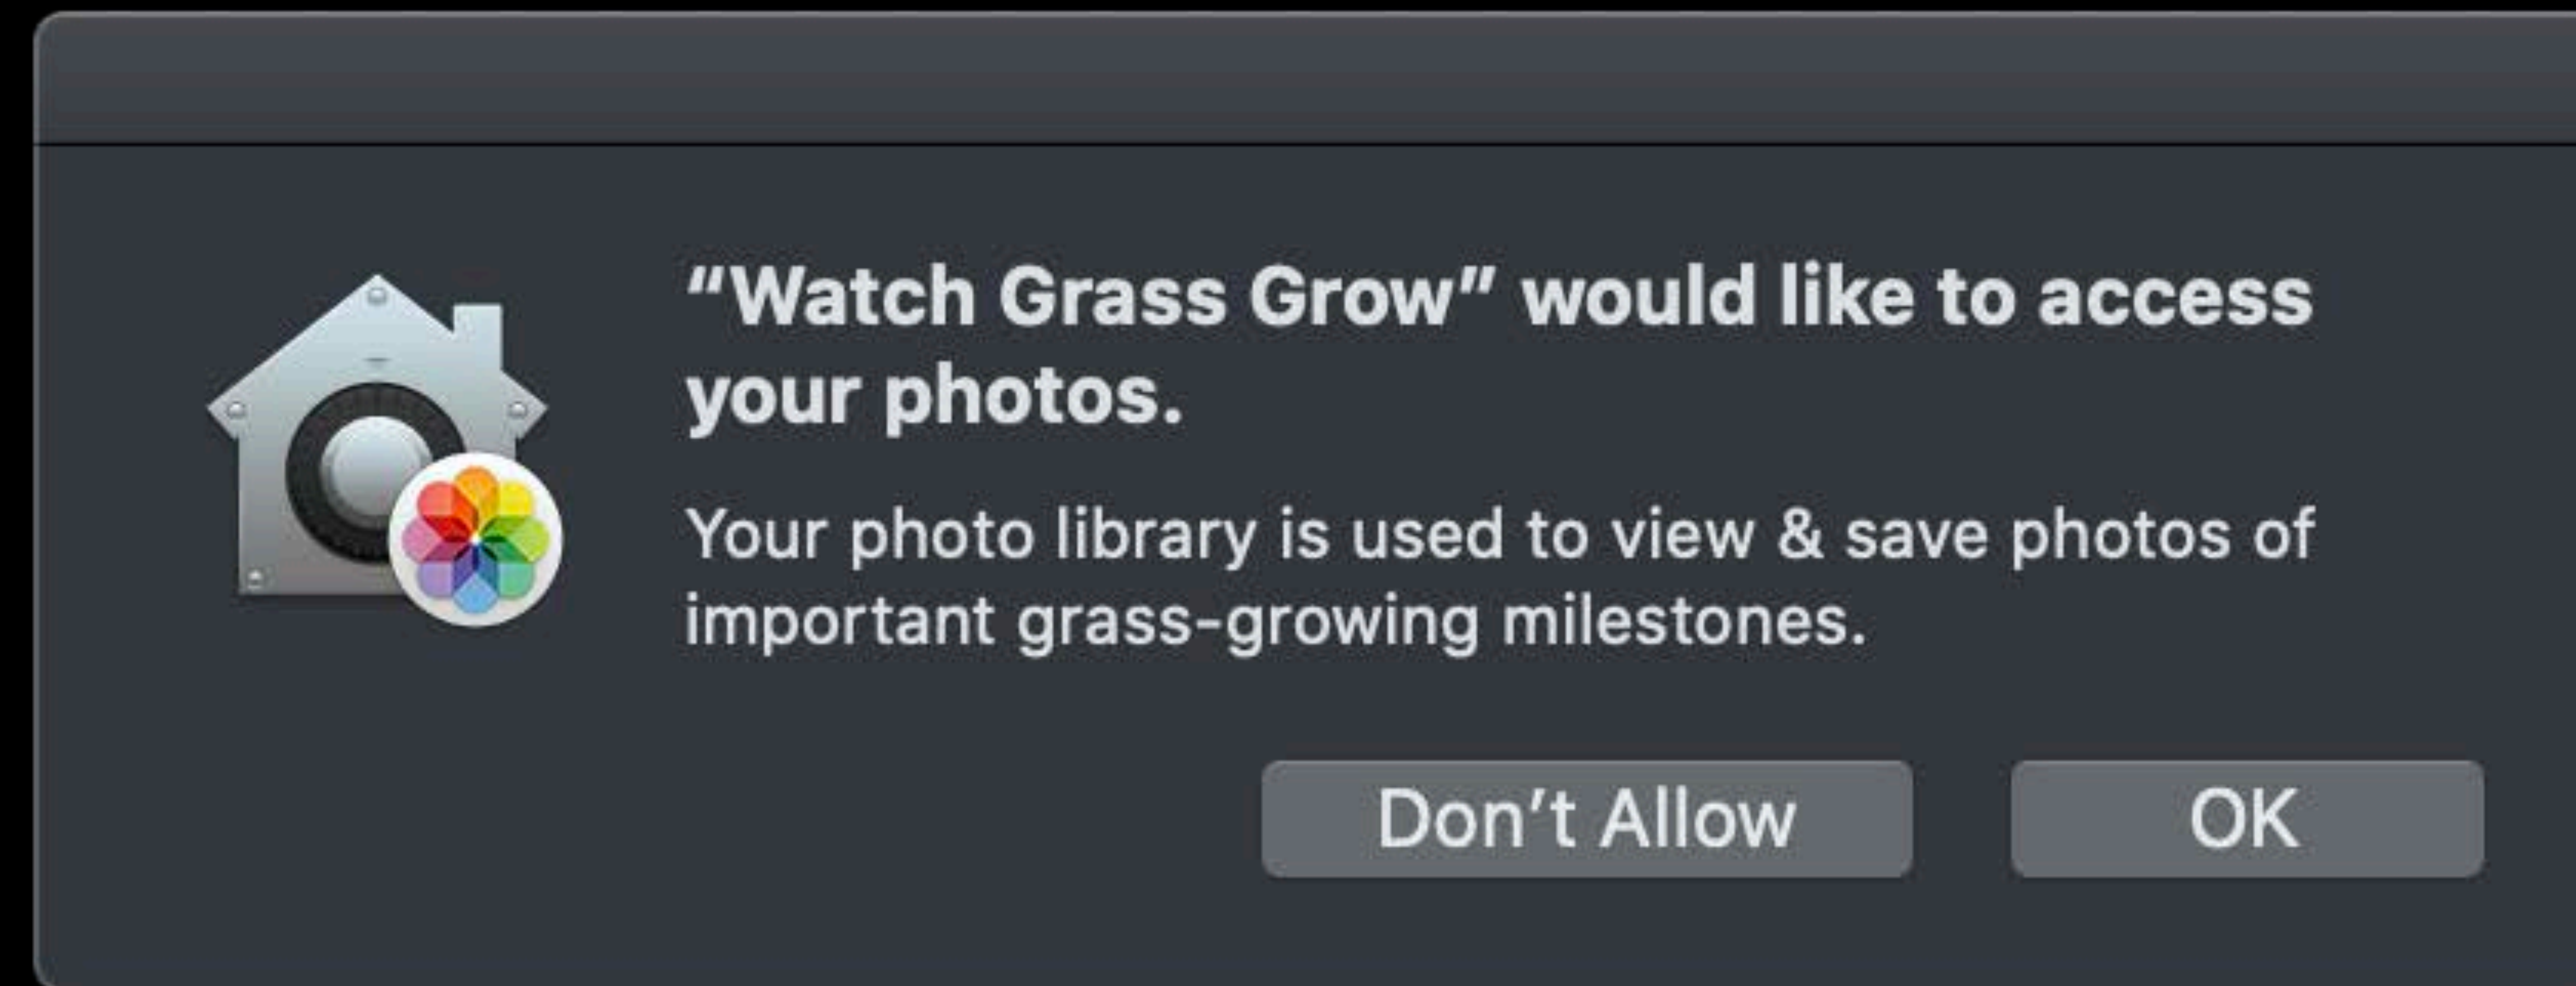 “Watch Grass Grow” would like to access
your photos.
Your photo library is used to view & save photos of
important grass-growing milestones.
Don’t Allow
OK